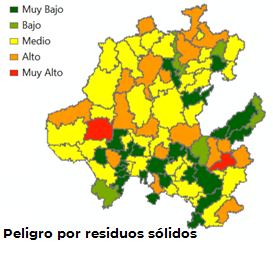 Muy Bajo
Bajo
Medio
Alto
Muy Alto
Peligro por residuos sólidos